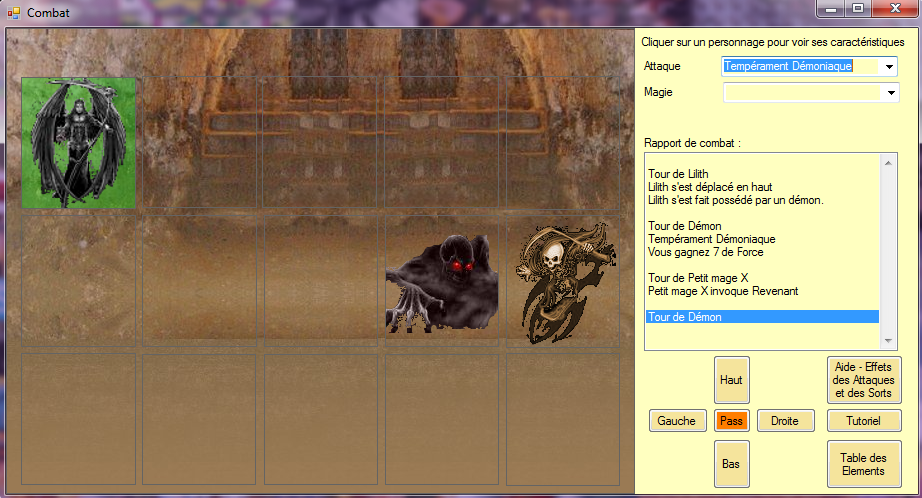 Combat
Cliquer sur un personnage pour voir ses caractéristiques
Attaque
Tempérament Démoniaque
Magie
Rapport de combat :
Tour de Lilith
Lilith s'est déplacé en haut
Lilith s'est fait possédé par un démon.
Tour de Démon
Tempérament Démoniaque
Vous gagnez 7 de Force
Tour de Petit mage X
Petit mage X invoque Revenant
Tour de Démon
Haut
Aide - Effets
des Attaques
et des Sorts
Gauche
Pass
Droite
Tutoriel
Bas
Table des
Elements